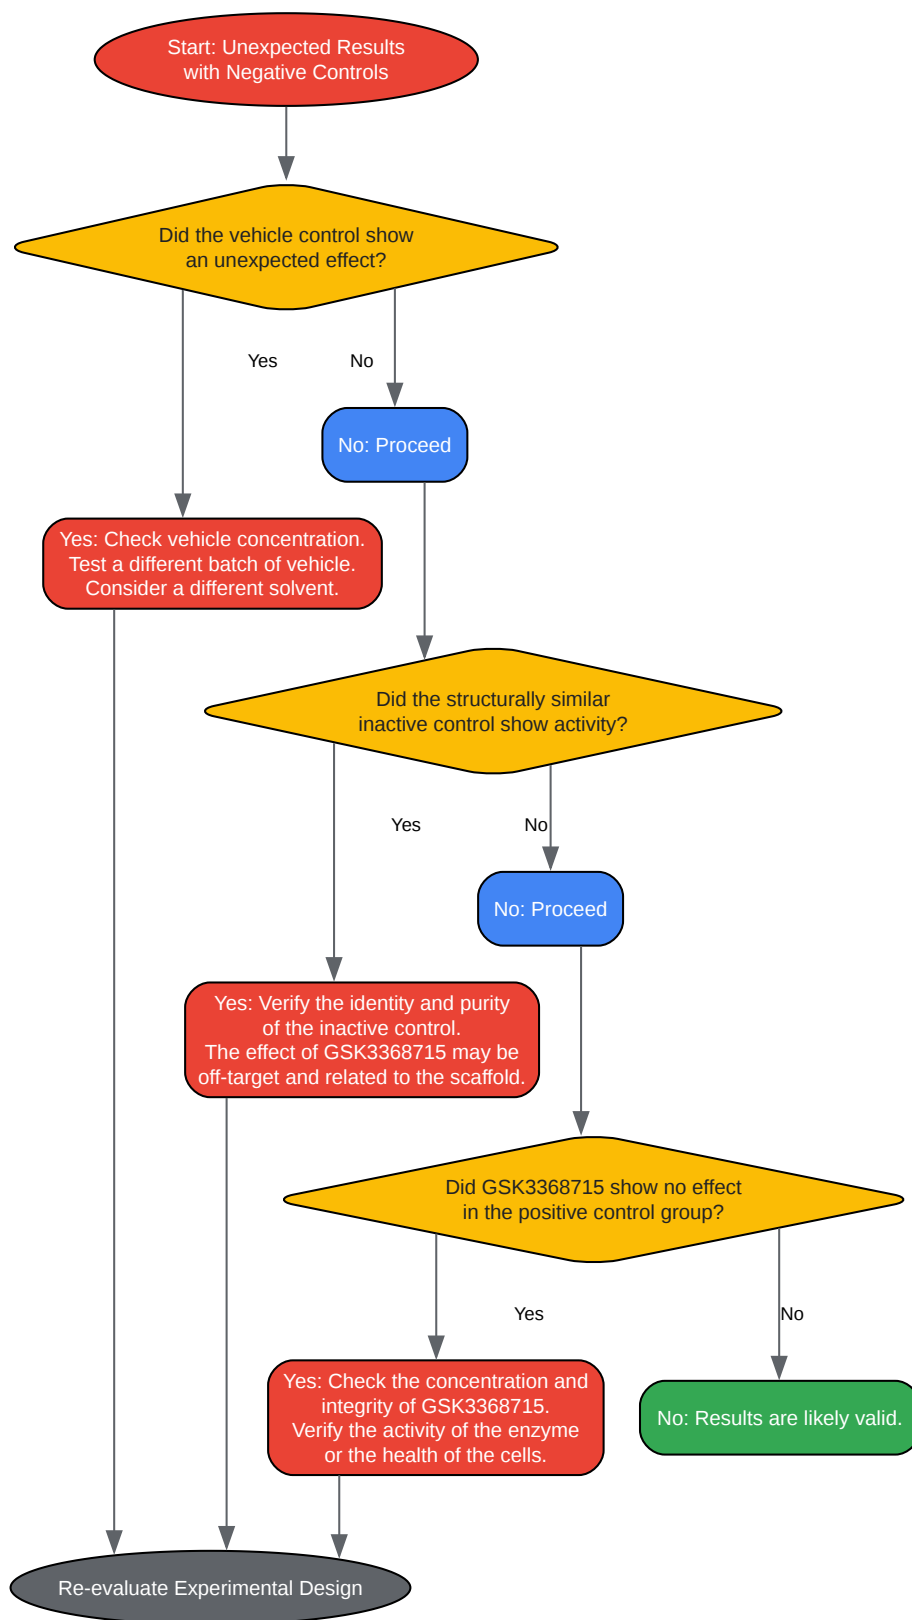 Start: Unexpected Results
with Negative Controls
Did the vehicle control show
an unexpected effect?
Yes
No
No: Proceed
Yes: Check vehicle concentration.
Test a different batch of vehicle.
Consider a different solvent.
Did the structurally similar
inactive control show activity?
Yes
No
No: Proceed
Yes: Verify the identity and purity
of the inactive control.
The effect of GSK3368715 may be
off-target and related to the scaffold.
Did GSK3368715 show no effect
in the positive control group?
Yes
No
Yes: Check the concentration and
integrity of GSK3368715.
Verify the activity of the enzyme
or the health of the cells.
No: Results are likely valid.
Re-evaluate Experimental Design